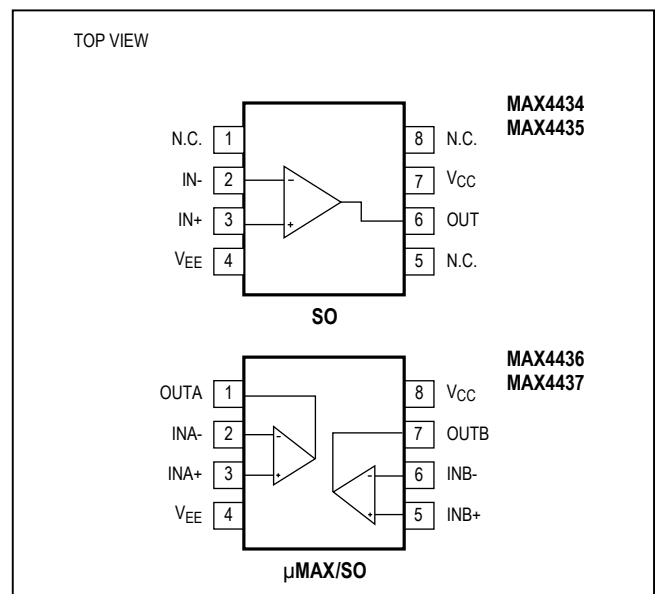 TOP VIEW
MAX4434
MAX4435
N.C. 1 8 N.C.
IN- 2 - 7 VCC
IN+ 3 + 6 OUT
VEE 4 5 N.C.
SO
MAX4436
MAX4437
OUTA 1 8 VCC
INA- 2 - 7 OUTB
INA+ 3 + - 6 INB-
VEE 4 + 5 INB+
µMAX/SO